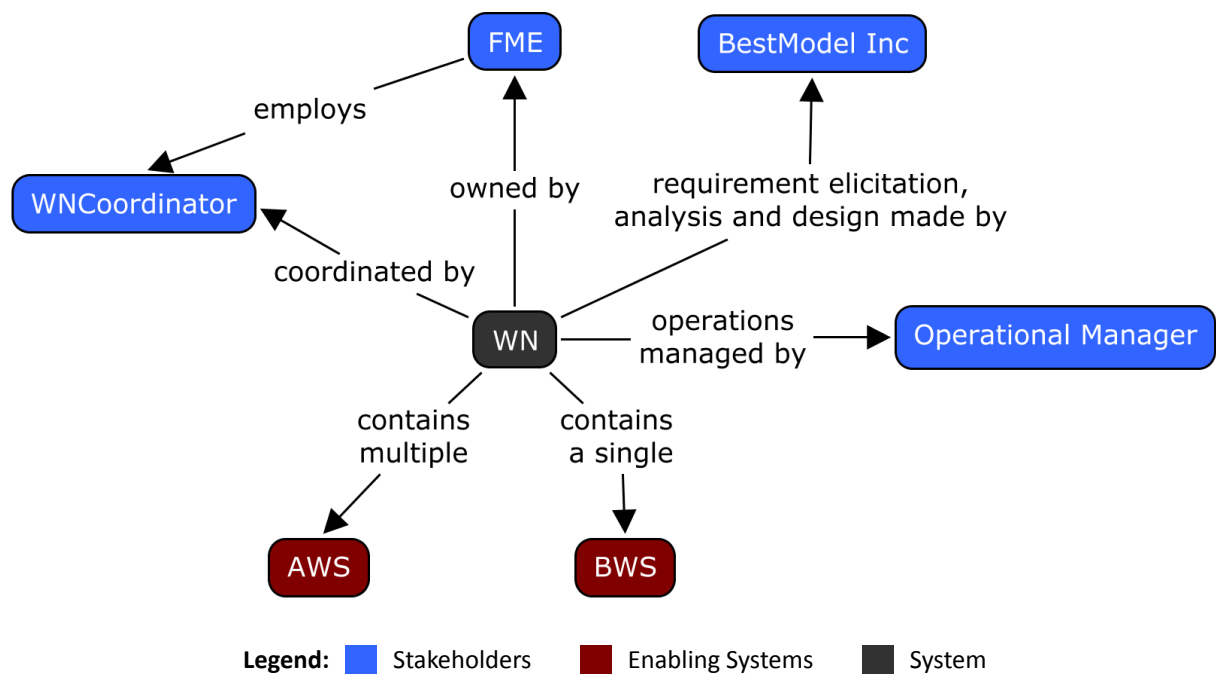 FME
BestModel Inc
employs
WNCoordinator
owned by
requirement elicitation,
analysis and design made by
coordinated by
WN
operations
managed by
Operational Manager
contains
multiple
contains
a single
AWS
BWS
Legend: Stakeholders Enabling Systems System